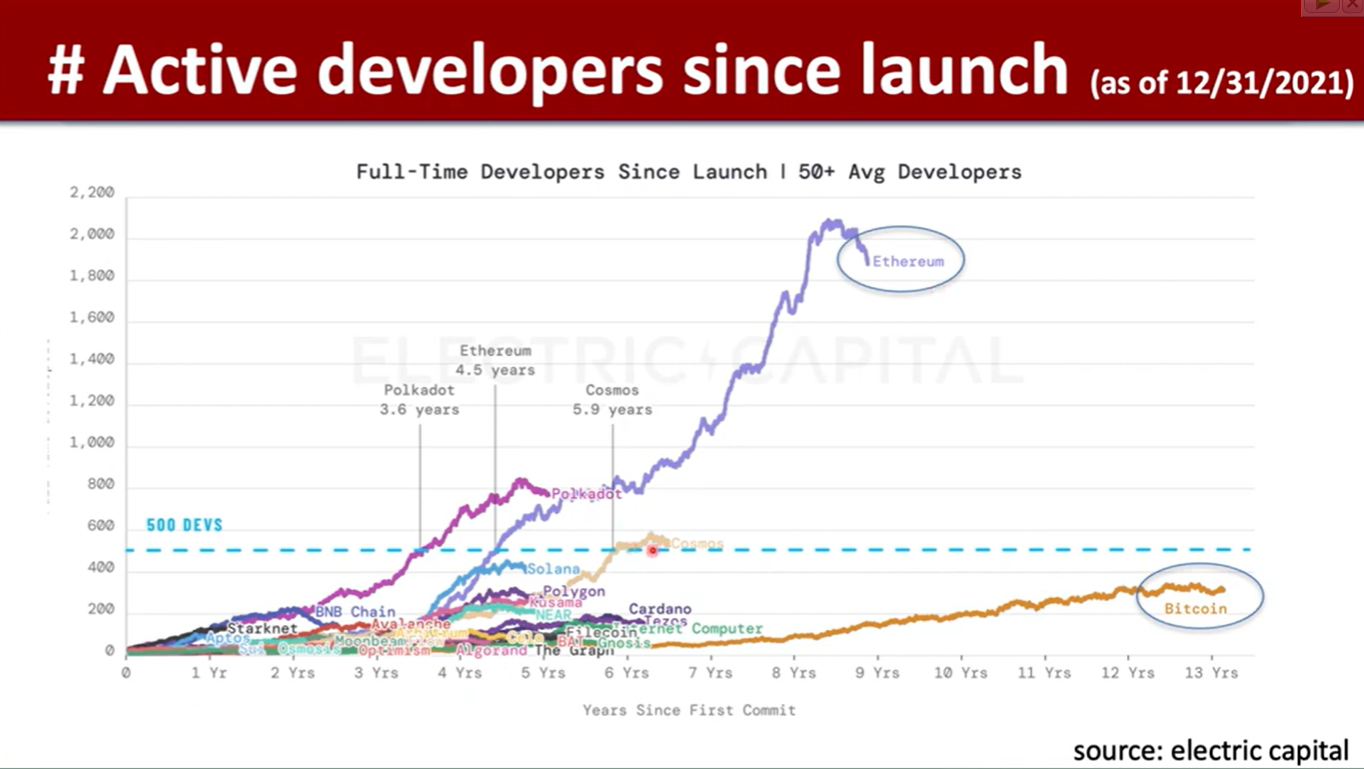 # Active developers since launch (as of 12/31/2021)
Full-Time Developers Since Launch | 50+ Avg Developers
2,200
2,000
1,800
1,600
1,400
1,200
1,000
800
600
400
200
0
ELECTRIC CAPITAL
Ethereum
Ethereum
4.5 years
Polkadot
3.6 years
Cosmos
5.9 years
Polkadot
500 DEVS
Cosmos
Solana
Polygon
Kusama
NEAR
BNB Chain
Cardano
Tezos
Bitcoin
Starknet
Avalanche
Internet Computer
Aptos
Arbitrum
Filecoin
Moonbeam
Gnosis
Sui
Osmosis
Optimism
Algorand
The Graph
0
1 Yr
2 Yrs
3 Yrs
4 Yrs
5 Yrs
6 Yrs
7 Yrs
8 Yrs
9 Yrs
10 Yrs
11 Yrs
12 Yrs
13 Yrs
Years Since First Commit
source: electric capital